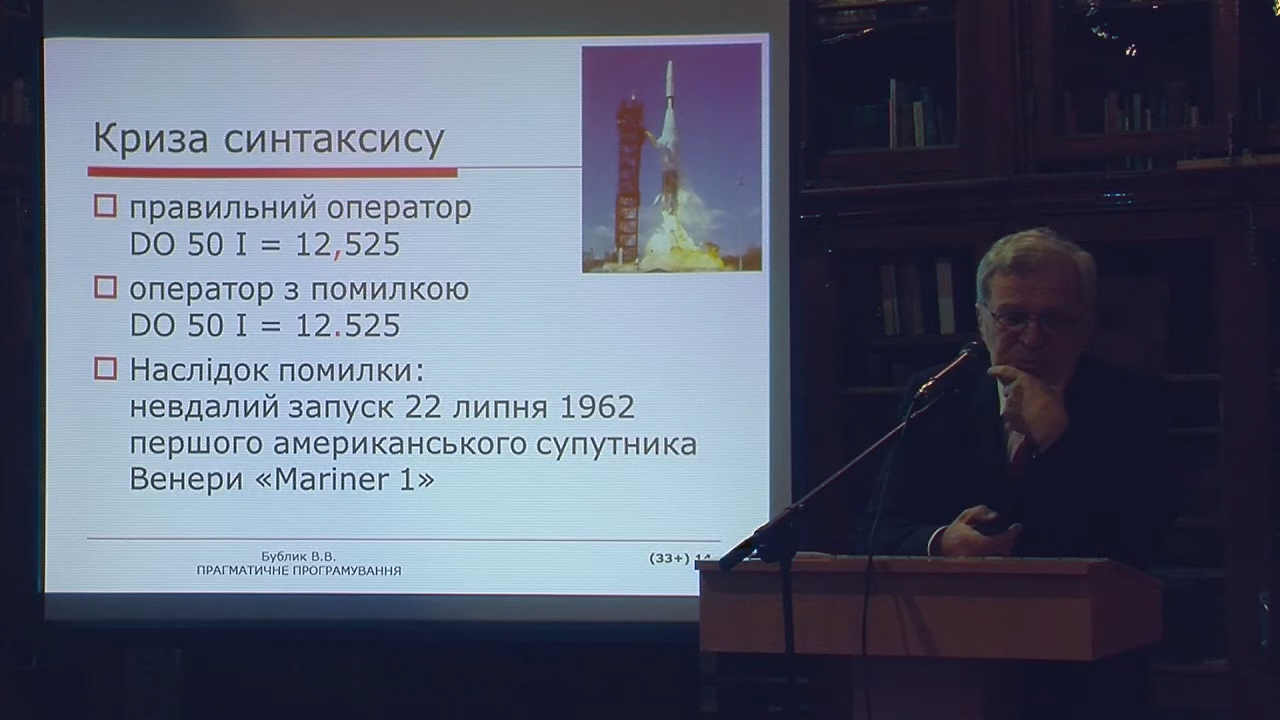 Криза синтаксису
правильний оператор
DO 50 I = 12,525
оператор з помилкою
DO 50 I = 12.525
Наслідок помилки:
невдалий запуск 22 липня 1962
першого американського супутника
Венери «Mariner 1»
Бублик В.В.
ПРАГМАТИЧНЕ ПРОГРАМУВАННЯ
(33+)